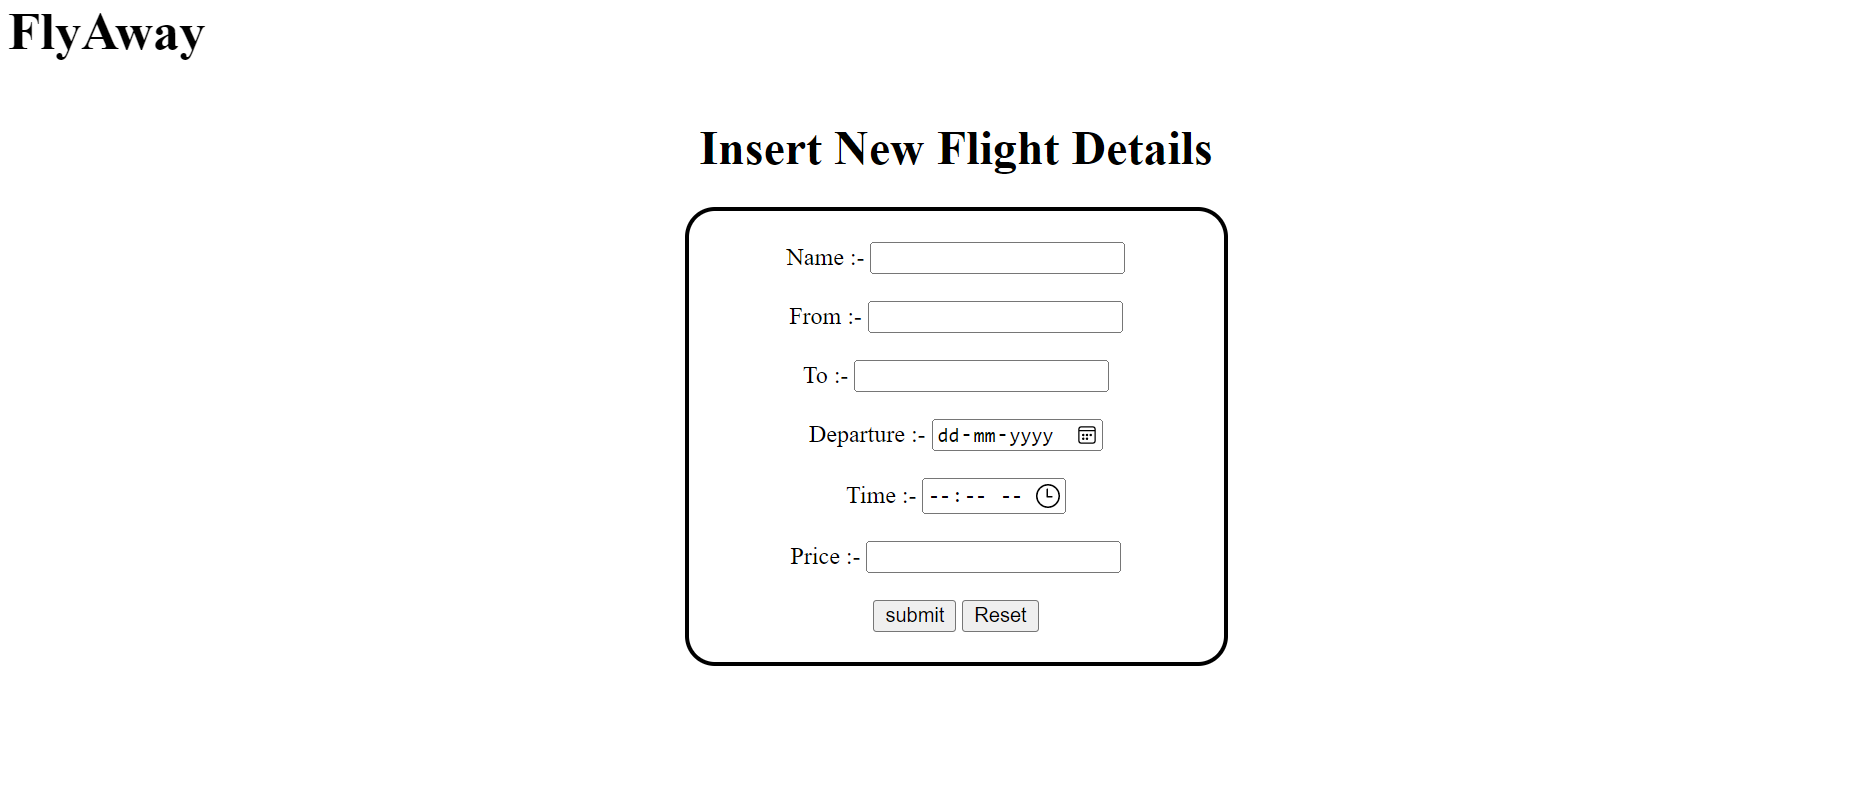 FlyAway
Insert New Flight Details
Name :-
From :-
To :-
Departure :- dd-mm-yyyy
Time :- --:-- --
Price :-
submit Reset